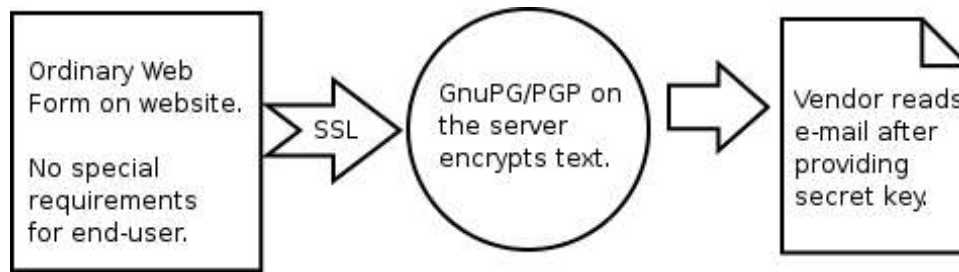 Ordinary Web
Form on website.
No special
requirements
for end-user.
SSL
GnuPG/PGP on
the server
encrypts text.
Vendor reads
e-mail after
providing
secret key.